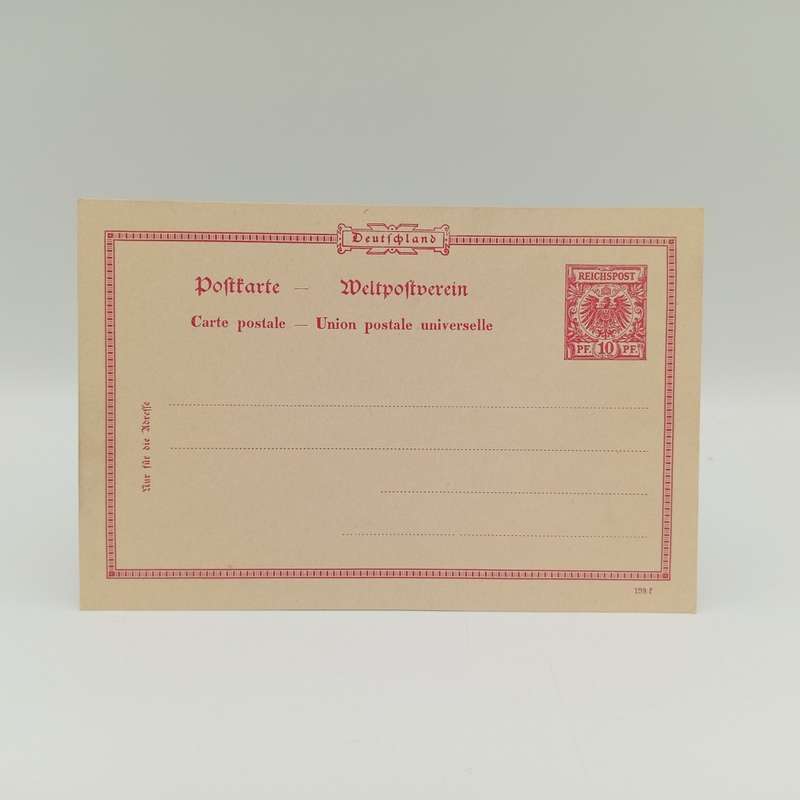 Deutschland
Postkarte — Weltpostverein
Carte postale — Union postale universelle
REICHSPOST
PF. 10 PF.
Nur für die Adresse